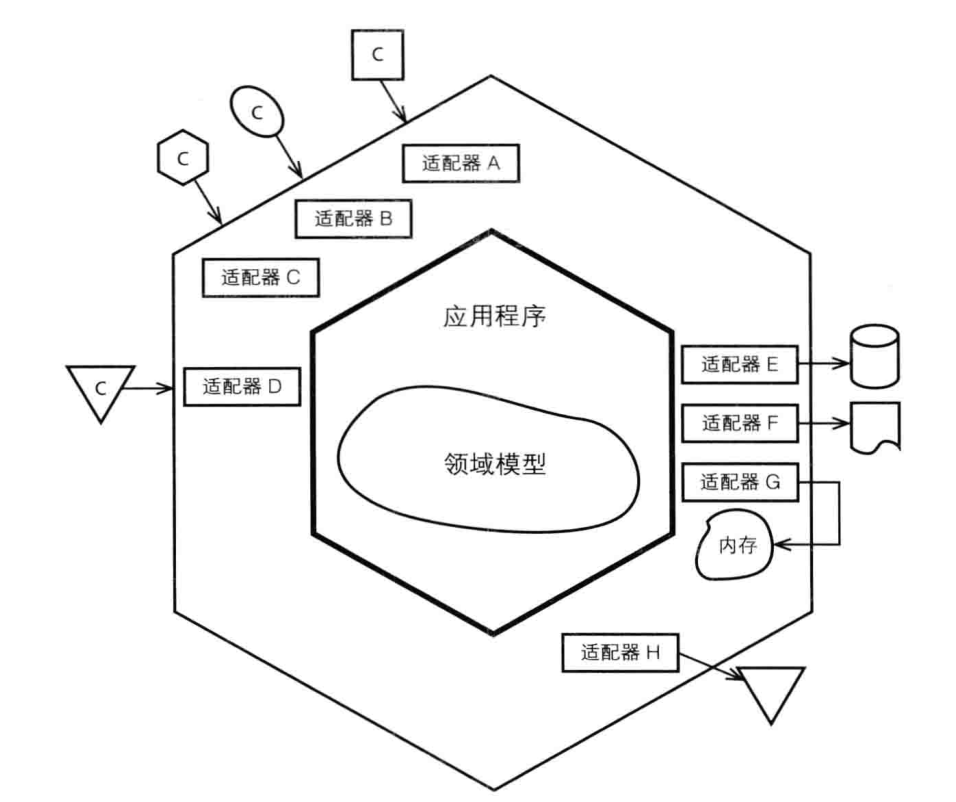 C
C
C
适配器 A
适配器 B
适配器 C
应用程序
适配器 E
C
适配器 D
适配器 F
领域模型
适配器 G
内存
适配器 H